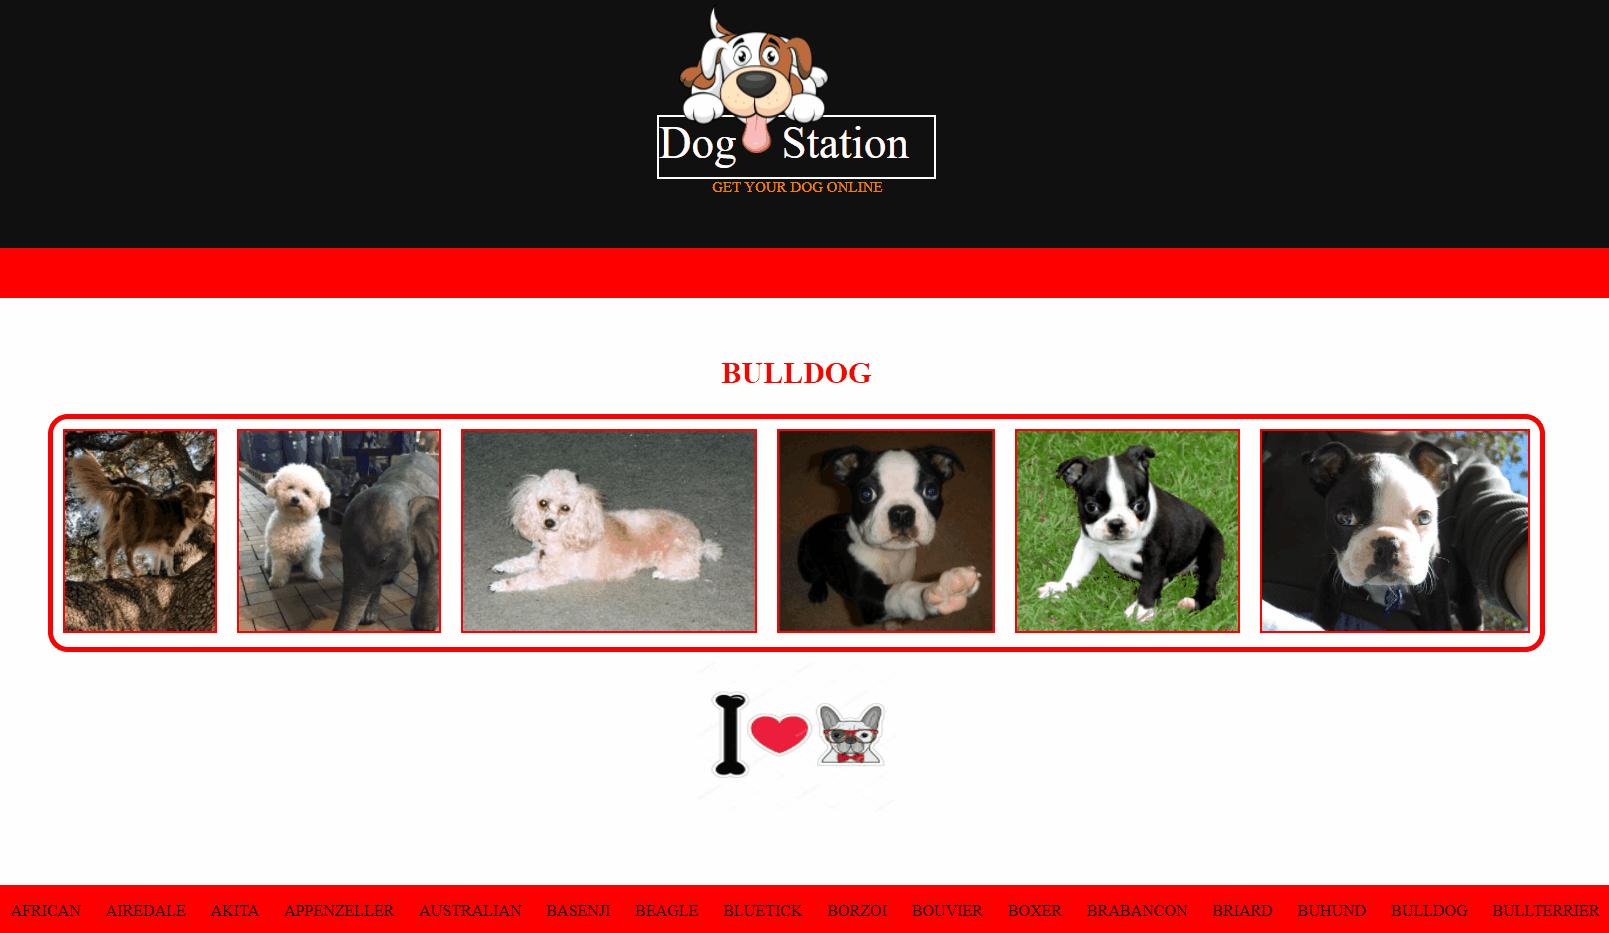 Dog Station
GET YOUR DOG ONLINE
BULLDOG
I
AFRICAN AIREDALE AKITA APPENZELLER AUSTRALIAN BASENJI BEAGLE BLUETICK BORZOI BOUVIER BOXER BRABANCON BRIARD BUHUND BULLDOG BULLTERRIER